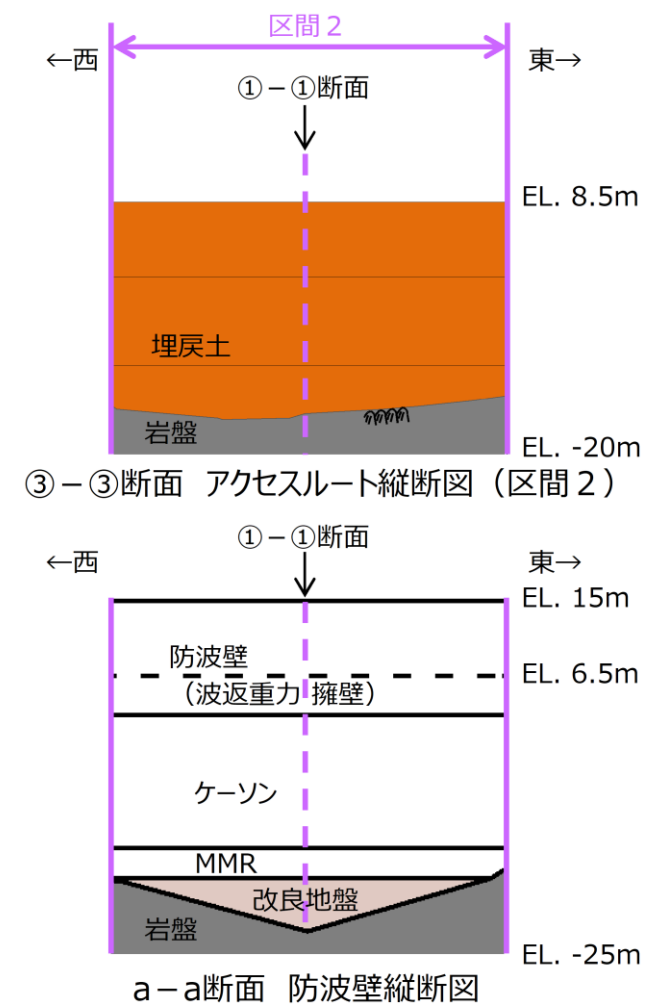 区間２
←西
東→
①－①断面
EL. 8.5m
埋戻土
岩盤
EL. -20m
③－③断面 アクセスルート縦断図（区間２）
①－①断面
←西
東→
EL. 15m
防波壁
EL. 6.5m
（波返重力 擁壁）
ケーソン
MMR
改良地盤
岩盤
EL. -25m
a－a断面 防波壁縦断図